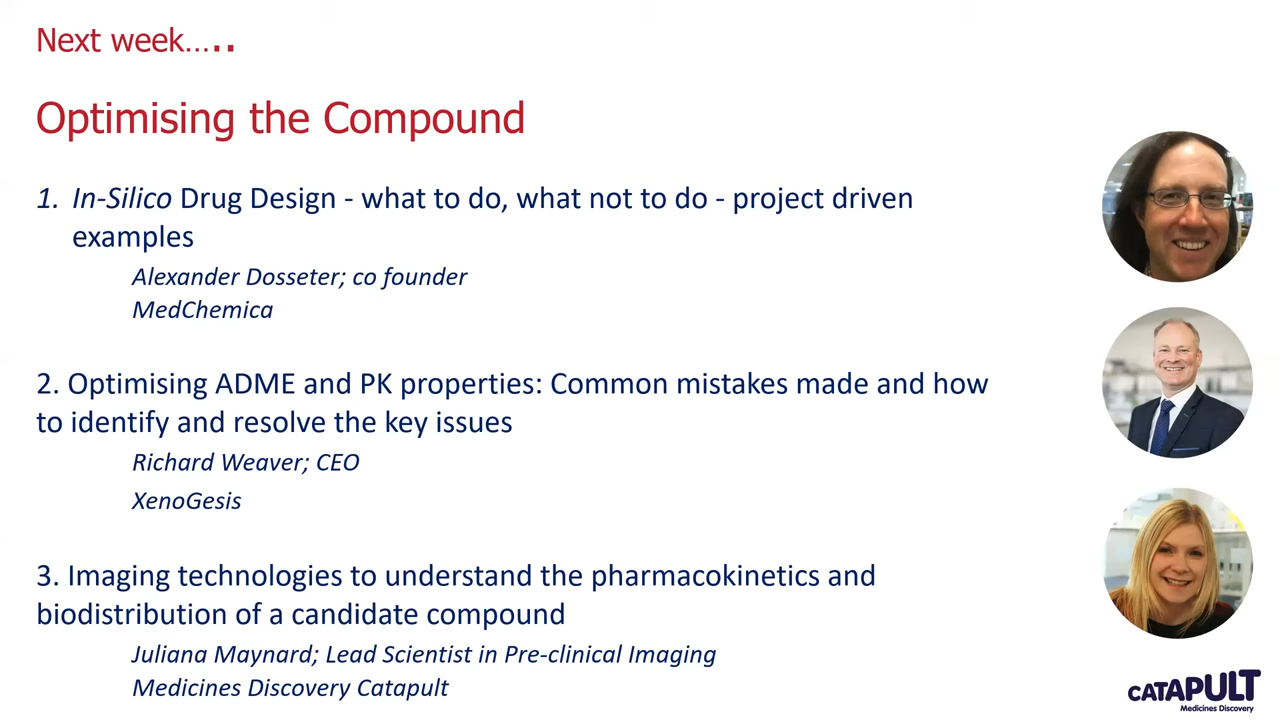 Next week.....
Optimising the Compound
1. In-Silico Drug Design - what to do, what not to do - project driven
examples
Alexander Dosseter; co founder
MedChemica
2. Optimising ADME and PK properties: Common mistakes made and how
to identify and resolve the key issues
Richard Weaver; CEO
XenoGesis
3. Imaging technologies to understand the pharmacokinetics and
biodistribution of a candidate compound
Juliana Maynard; Lead Scientist in Pre-clinical Imaging
Medicines Discovery Catapult
CATAPULT
Medicines Discovery